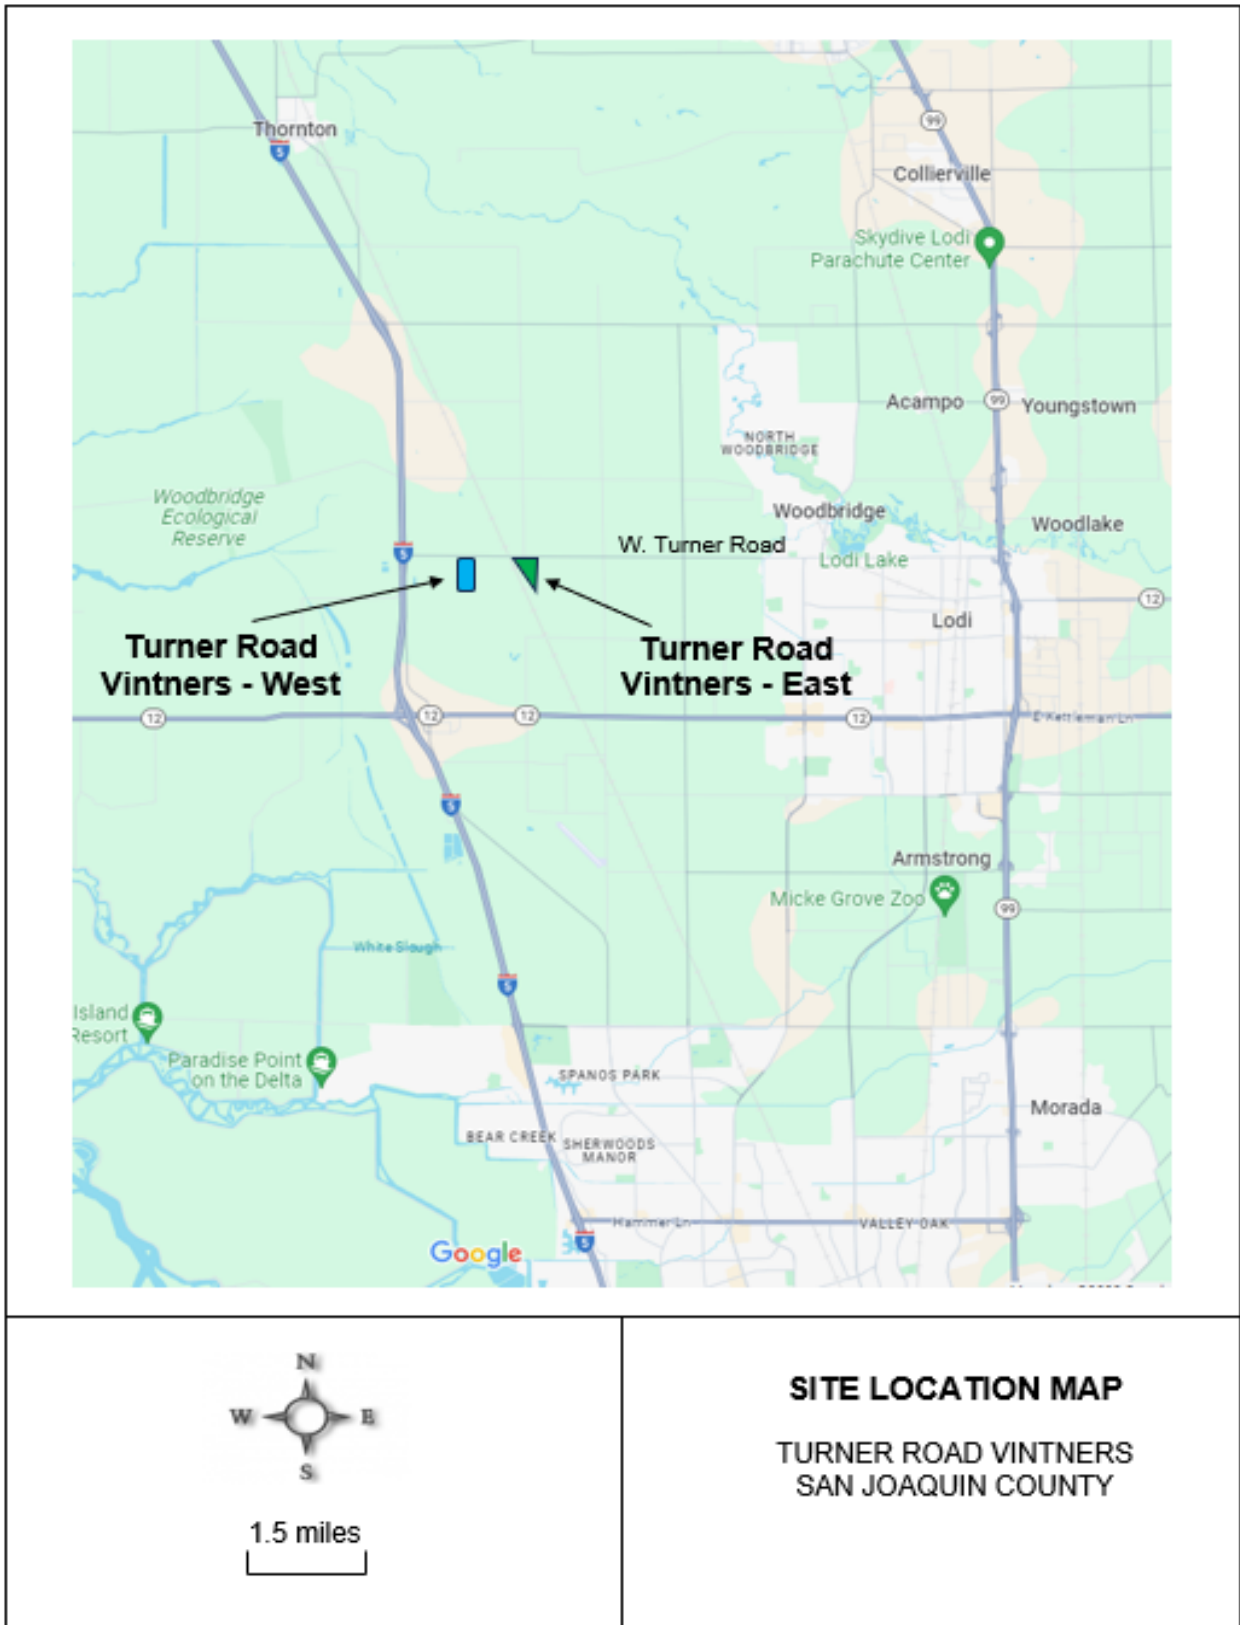 Thornton
5
99
Collierville
Skydive Lodi
Parachute Center
Acampo
99
Youngstown
NORTH
WOODBRIDGE
Woodbridge
Ecological
Reserve
Woodbridge
Woodlake
5
W. Turner Road
Lodi Lake
12
Lodi
Turner Road
Vintners - West
Turner Road
Vintners - East
12
12
12
12
E Kettleman Ln
5
Armstrong
Micke Grove Zoo
99
White Slough
5
Island
Resort
Paradise Point
on the Delta
SPANOS PARK
Morada
BEAR CREEK
SHERWOODS
MANOR
Hammer Ln
VALLEY OAK
5
Google
N
W
E
S
1.5 miles
SITE LOCATION MAP
TURNER ROAD VINTNERS
SAN JOAQUIN COUNTY